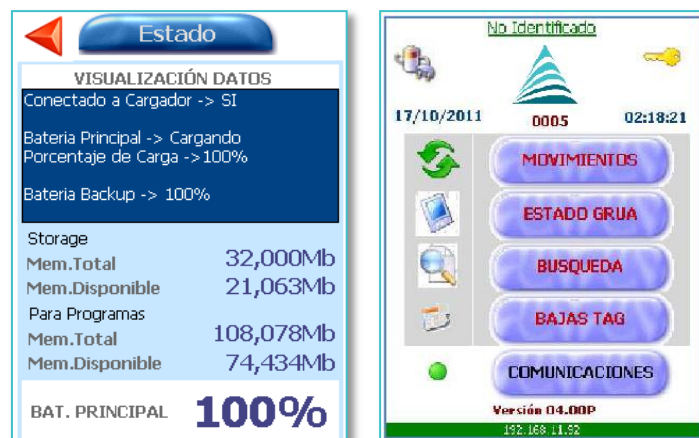 Estado
VISUALIZACIÓN DATOS
Conectado a Cargador -> SI
Bateria Principal -> Cargando
Porcentaje de Carga ->100%
Bateria Backup -> 100%
Storage
Mem.Total 32,000Mb
Mem.Disponible 21,063Mb
Para Programas
Mem.Total 108,078Mb
Mem.Disponible 74,434Mb
BAT. PRINCIPAL 100%
No Identificado
17/10/2011 0005 02:18:21
MOVIMIENTOS
ESTADO GRUA
BUSQUEDA
BAJAS TAG
COMUNICACIONES
Versión 04.00P
192.168.11.92